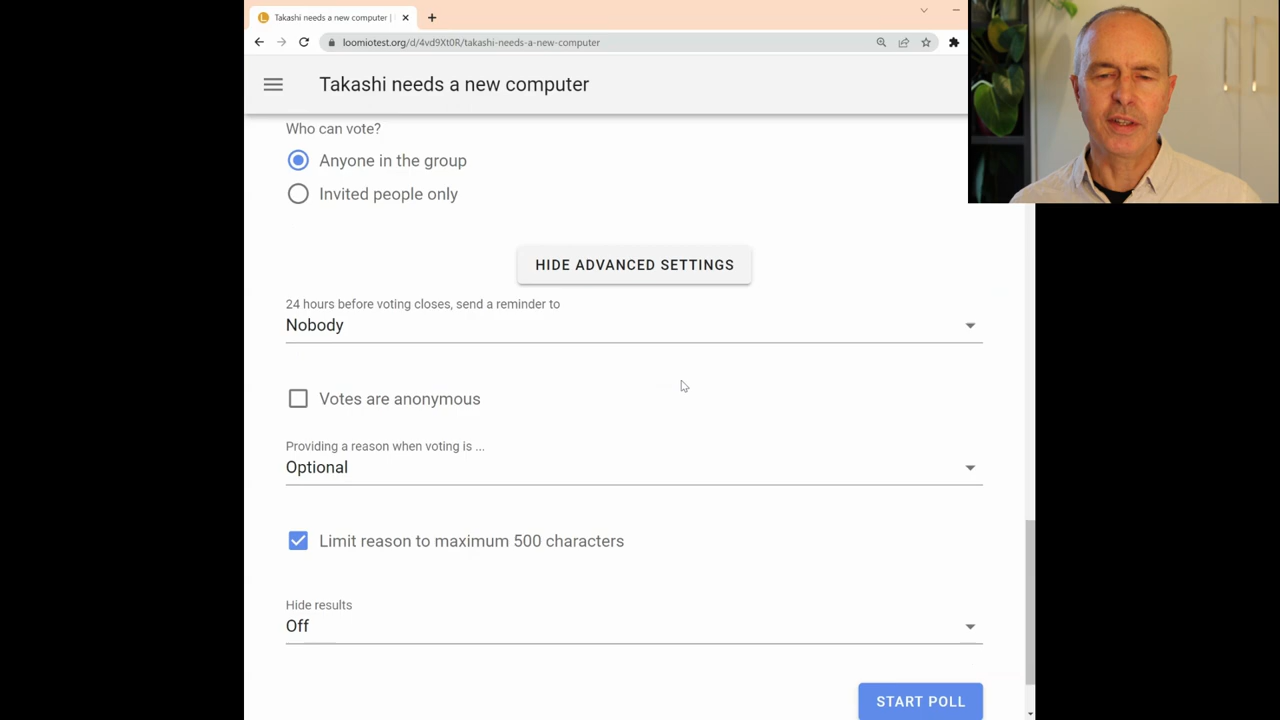 Takashi needs a new computer |
loomiotest.org/d/4vd9Xt0R/takashi-needs-a-new-computer
Takashi needs a new computer
Who can vote?
Anyone in the group
Invited people only
HIDE ADVANCED SETTINGS
24 hours before voting closes, send a reminder to
Nobody
Votes are anonymous
Providing a reason when voting is ...
Optional
Limit reason to maximum 500 characters
Hide results
Off
START POLL